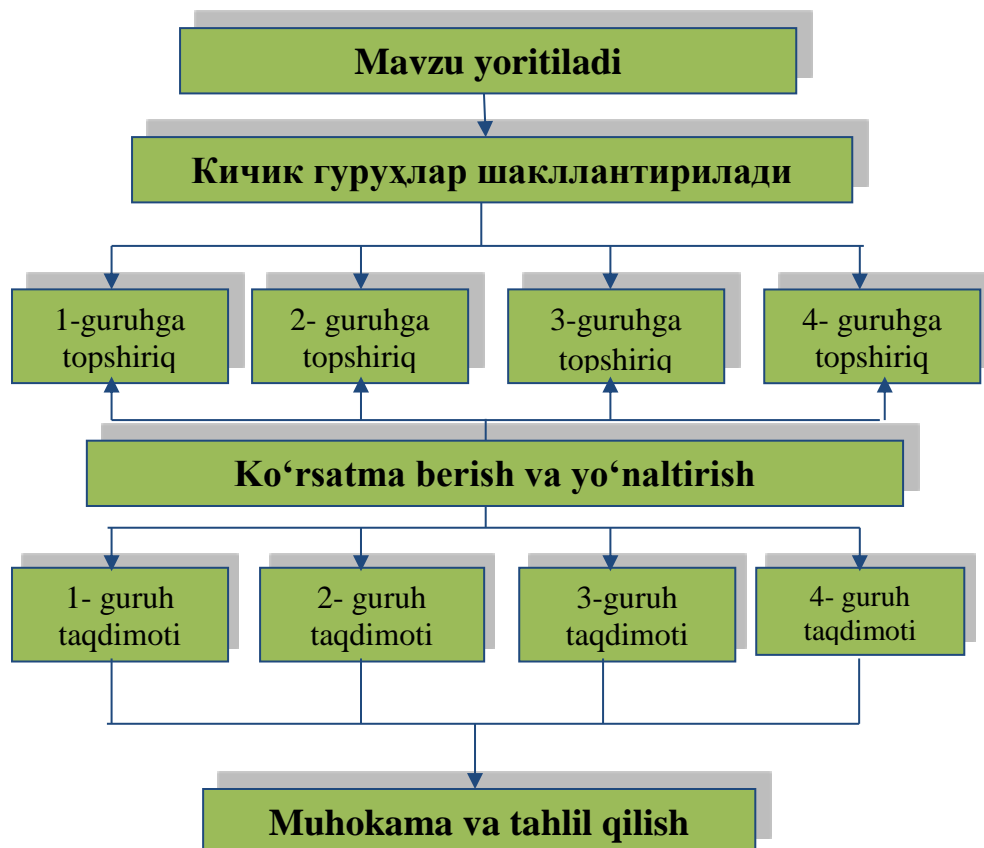 Mavzu yoritiladi
Кичик гуруҳлар шакллантирилади
1-guruhga
topshiriq
2- guruhga
topshiriq
3-guruhga
topshiriq
4- guruhga
topshiriq
Ko‘rsatma berish va yo‘naltirish
1- guruh
taqdimoti
2- guruh
taqdimoti
3-guruh
taqdimoti
4- guruh
taqdimoti
Muhokama va tahlil qilish